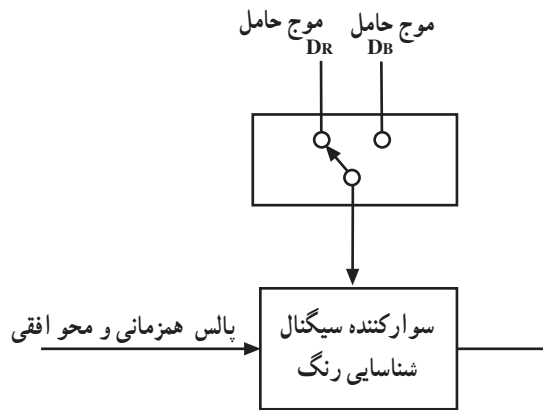 موج حامل
DR
موج حامل
DB
پالس همزمانی و محو افقی
سوارکننده سیگنال
شناسایی رنگ